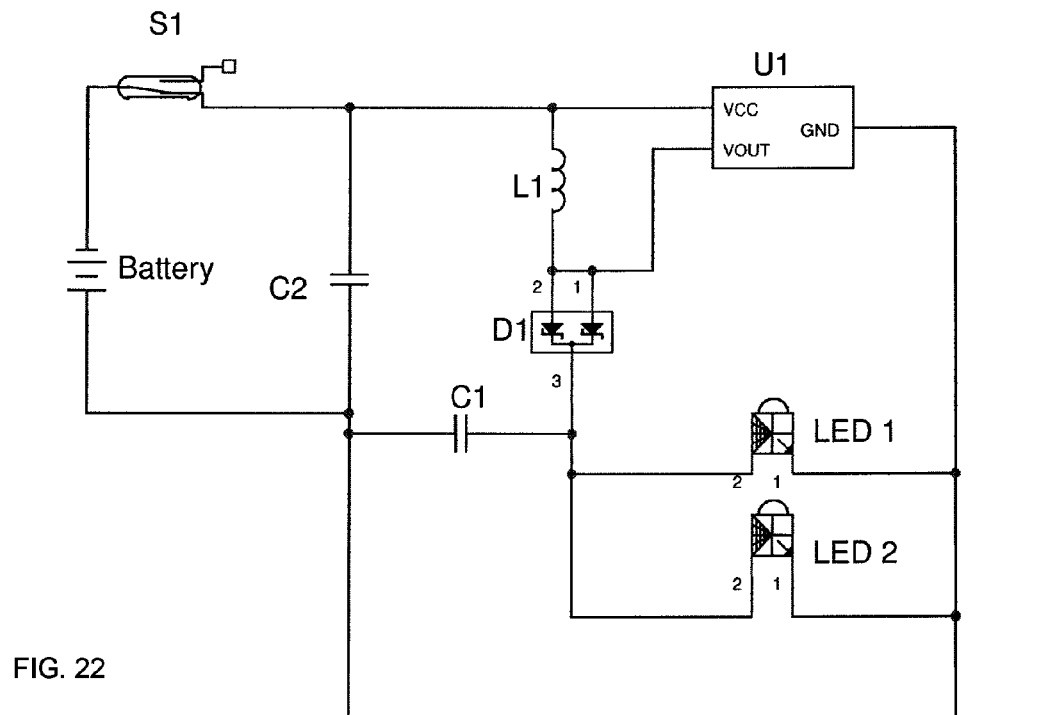 S1
U1
VCC
GND
VOUT
L1
Battery
C2
2 1
D1
3
C1
LED 1
2 1
LED 2
2 1
FIG. 22